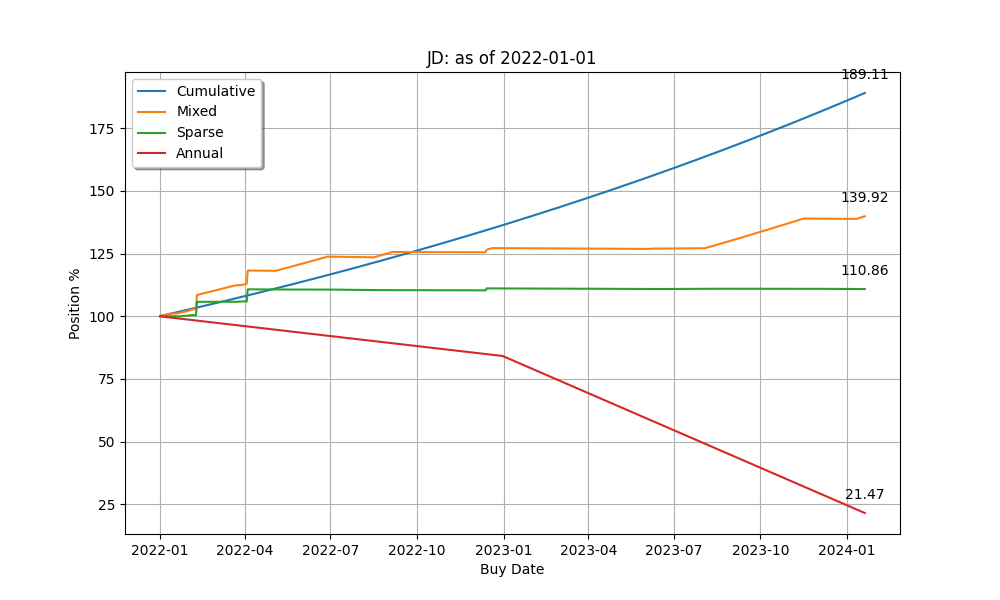 JD: as of 2022-01-01
Cumulative
Mixed
Sparse
Annual
189.11
139.92
110.86
21.47
Position %
175
150
125
100
75
50
25
2022-01 2022-04 2022-07 2022-10 2023-01 2023-04 2023-07 2023-10 2024-01
Buy Date